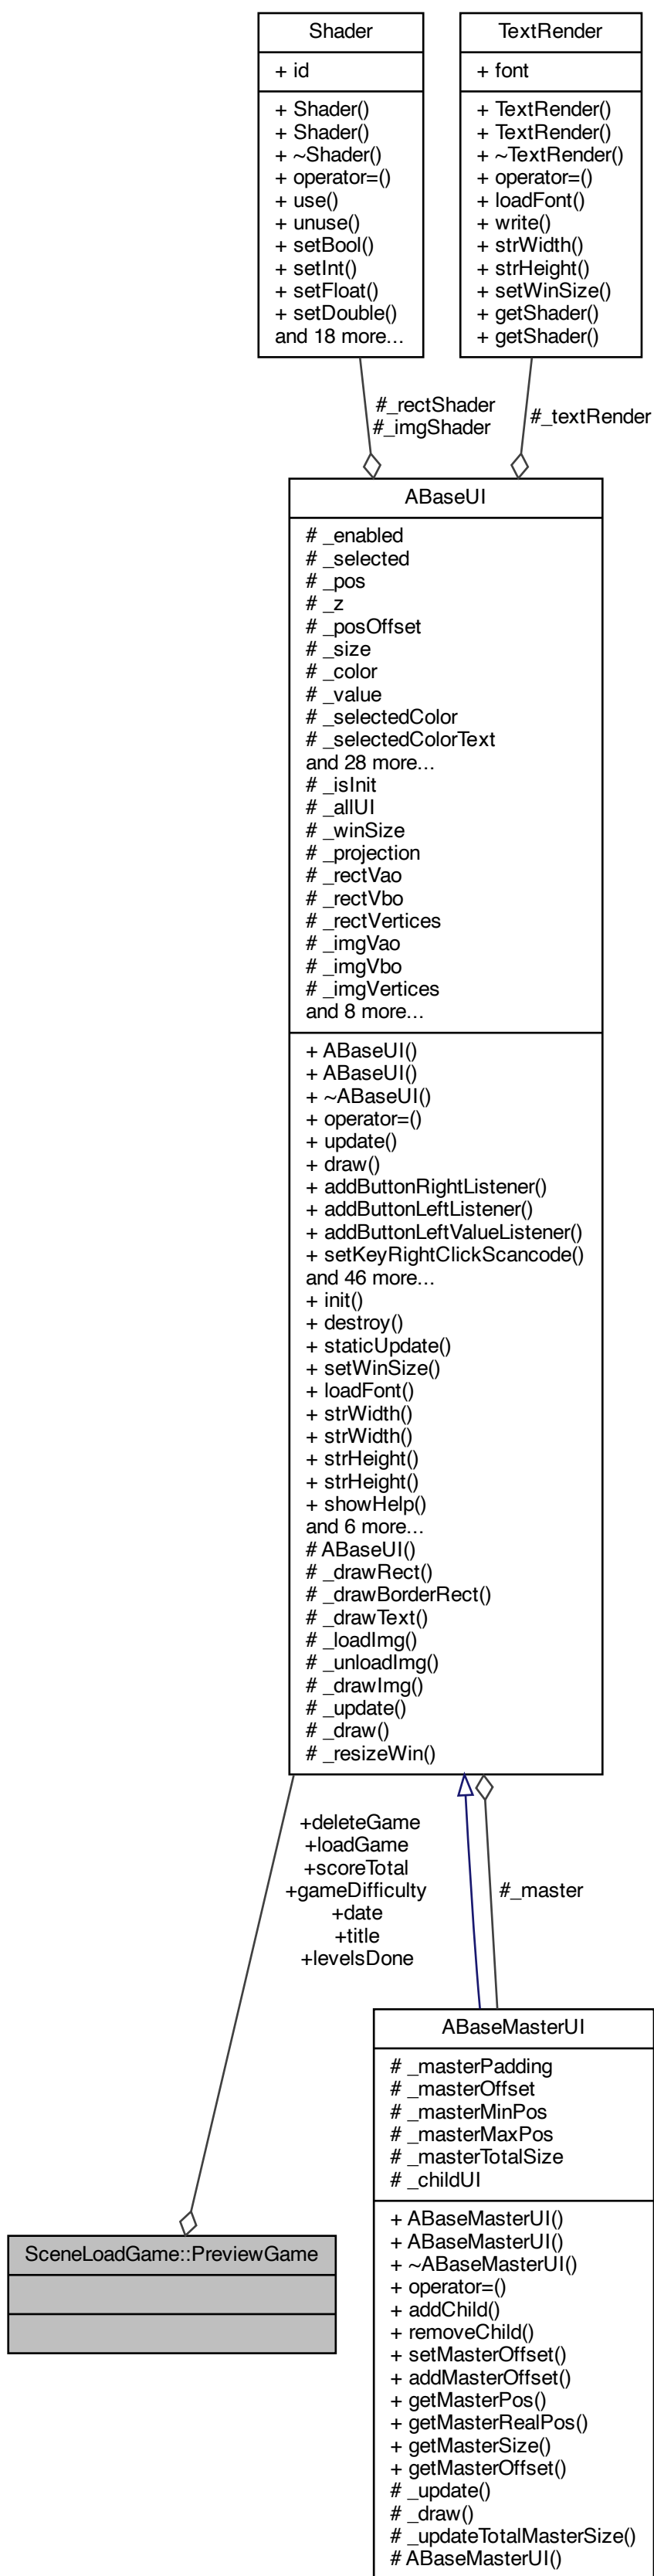 Shader
+ id
+ Shader()
+ Shader()
+ ~Shader()
+ operator=()
+ use()
+ unuse()
+ setBool()
+ setInt()
+ setFloat()
+ setDouble()
and 18 more...
TextRender
+ font
+ TextRender()
+ TextRender()
+ ~TextRender()
+ operator=()
+ loadFont()
+ write()
+ strWidth()
+ strHeight()
+ setWinSize()
+ getShader()
+ getShader()
#_rectShader
#_imgShader
#_textRender
ABaseUI
# _enabled
# _selected
# _pos
# _z
# _posOffset
# _size
# _color
# _value
# _selectedColor
# _selectedColorText
and 28 more...
# _isInit
# _allUI
# _winSize
# _projection
# _rectVao
# _rectVbo
# _rectVertices
# _imgVao
# _imgVbo
# _imgVertices
and 8 more...
+ ABaseUI()
+ ABaseUI()
+ ~ABaseUI()
+ operator=()
+ update()
+ draw()
+ addButtonRightListener()
+ addButtonLeftListener()
+ addButtonLeftValueListener()
+ setKeyRightClickScancode()
and 46 more...
+ init()
+ destroy()
+ staticUpdate()
+ setWinSize()
+ loadFont()
+ strWidth()
+ strWidth()
+ strHeight()
+ strHeight()
+ showHelp()
and 6 more...
# ABaseUI()
# _drawRect()
# _drawBorderRect()
# _drawText()
# _loadImg()
# _unloadImg()
# _drawImg()
# _update()
# _draw()
# _resizeWin()
+deleteGame
+loadGame
+scoreTotal
+gameDifficulty
+date
+title
+levelsDone
#_master
ABaseMasterUI
# _masterPadding
# _masterOffset
# _masterMinPos
# _masterMaxPos
# _masterTotalSize
# _childUI
+ ABaseMasterUI()
+ ABaseMasterUI()
+ ~ABaseMasterUI()
+ operator=()
+ addChild()
+ removeChild()
+ setMasterOffset()
+ addMasterOffset()
+ getMasterPos()
+ getMasterRealPos()
+ getMasterSize()
+ getMasterOffset()
# _update()
# _draw()
# _updateTotalMasterSize()
# ABaseMasterUI()
SceneLoadGame::PreviewGame